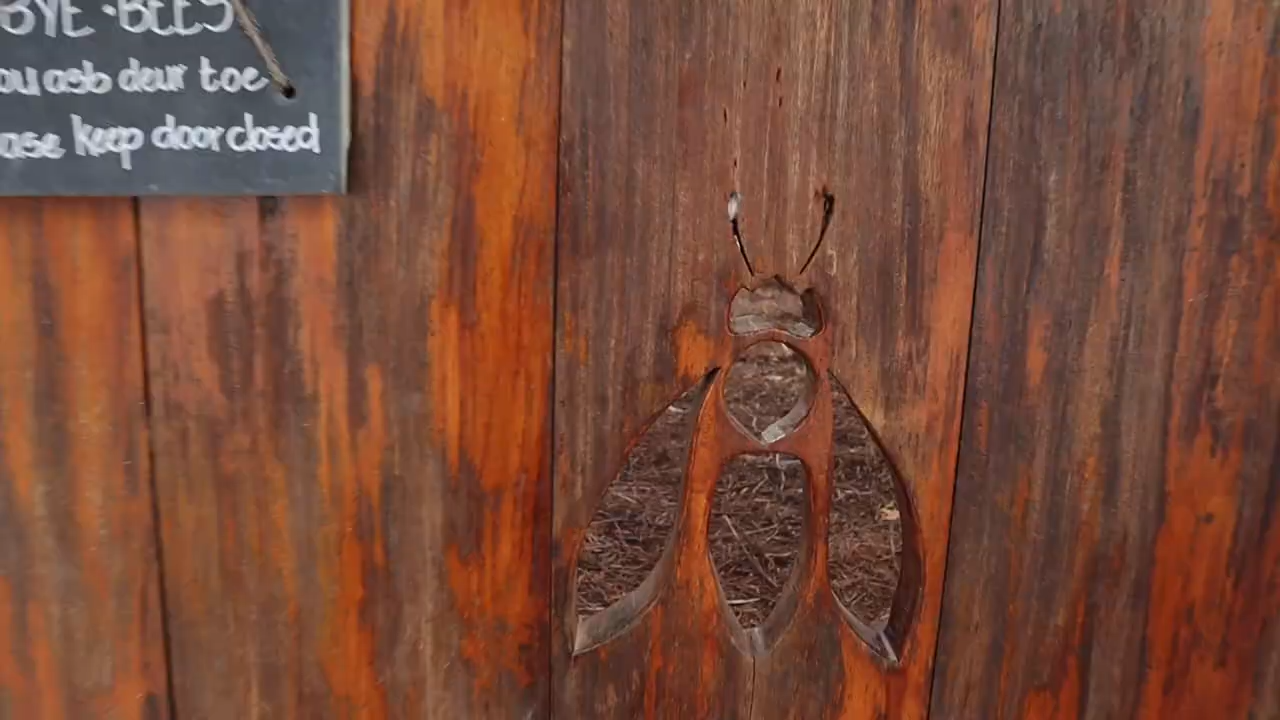 BYE • BEES
ou asb deur toe
ase keep door closed